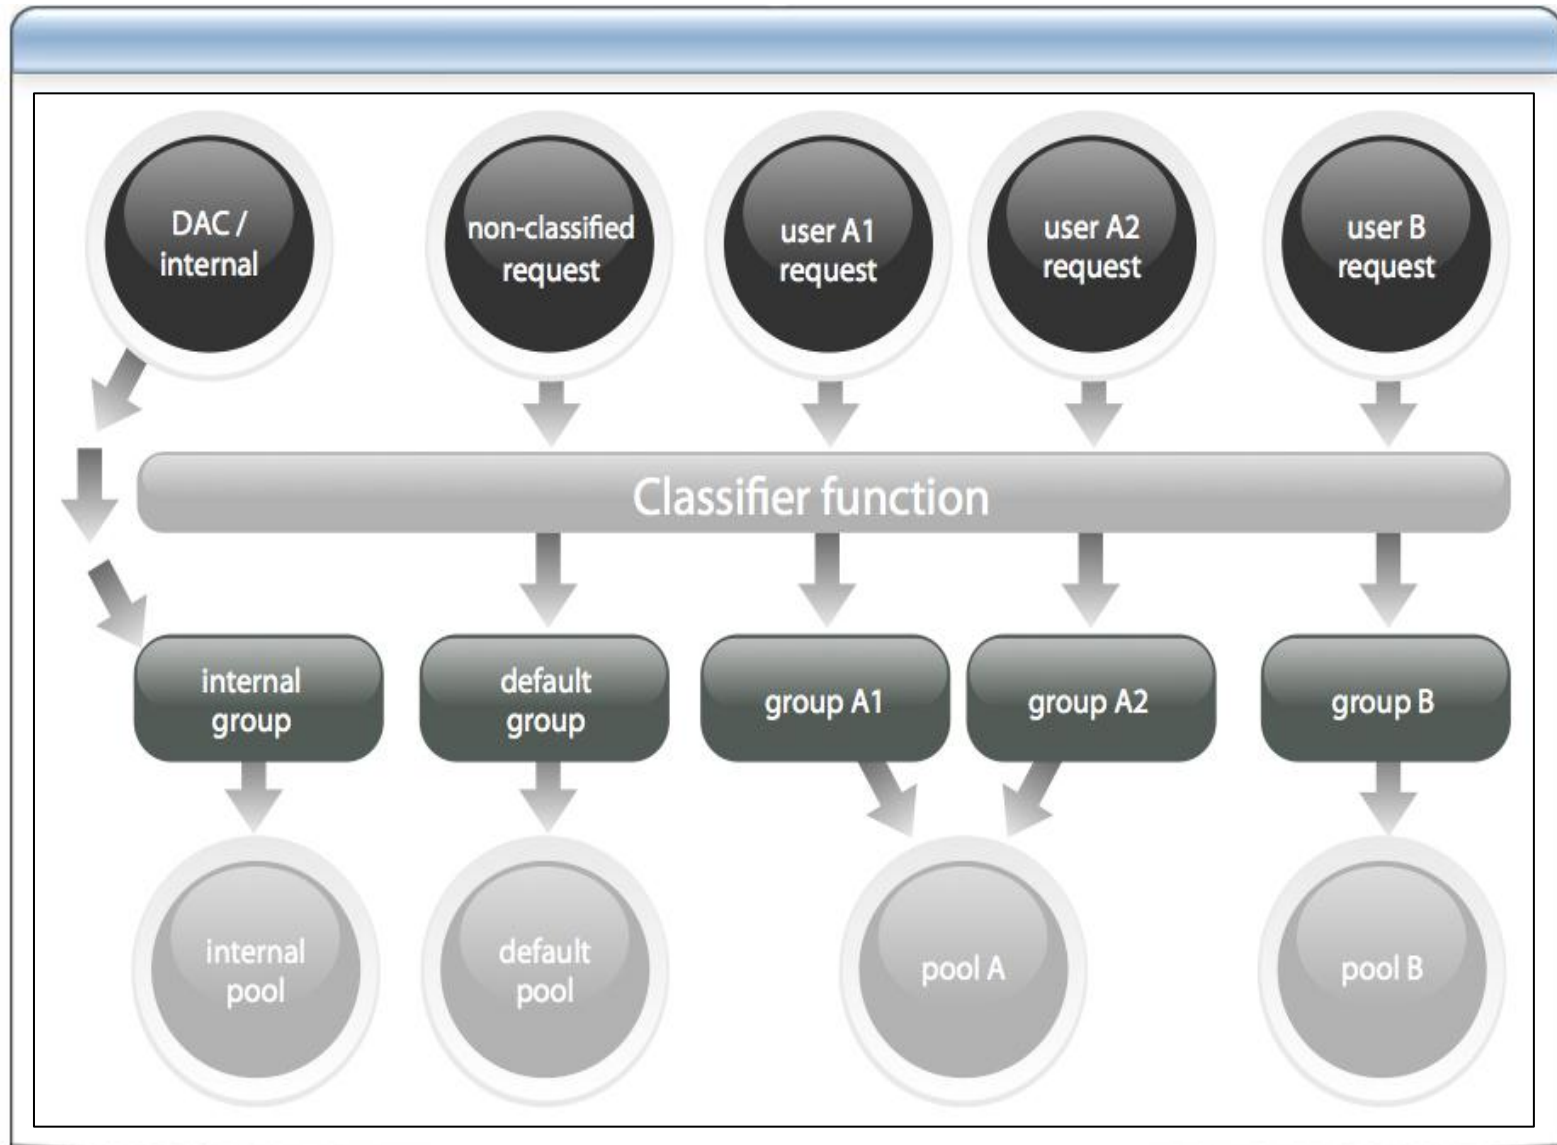 DAC /
internal
non-classified
request
user A1
request
user A2
request
user B
request
Classifier function
internal
group
default
group
group A1
group A2
group B
internal
pool
default
pool
pool A
pool B